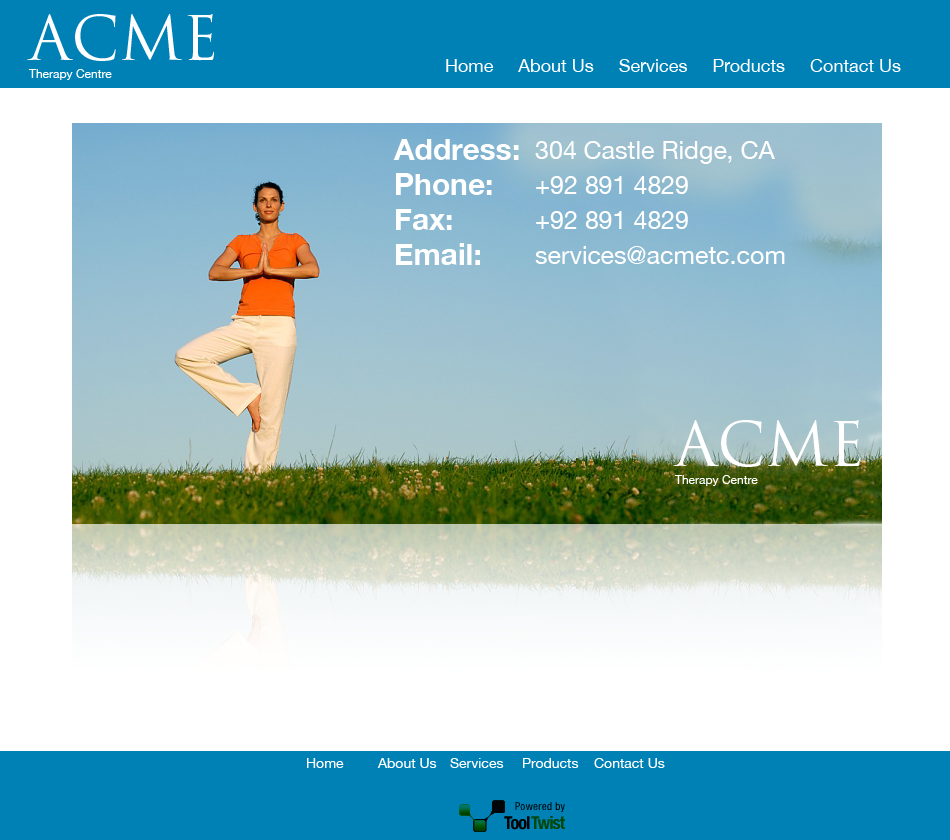 ACME
Therapy Centre
Home About Us Services Products Contact Us
Address: 304 Castle Ridge, CA
Phone: +92 891 4829
Fax: +92 891 4829
Email: services@acmetc.com
ACME
Therapy Centre
Home About Us Services Products Contact Us
Powered by
ToolTwist